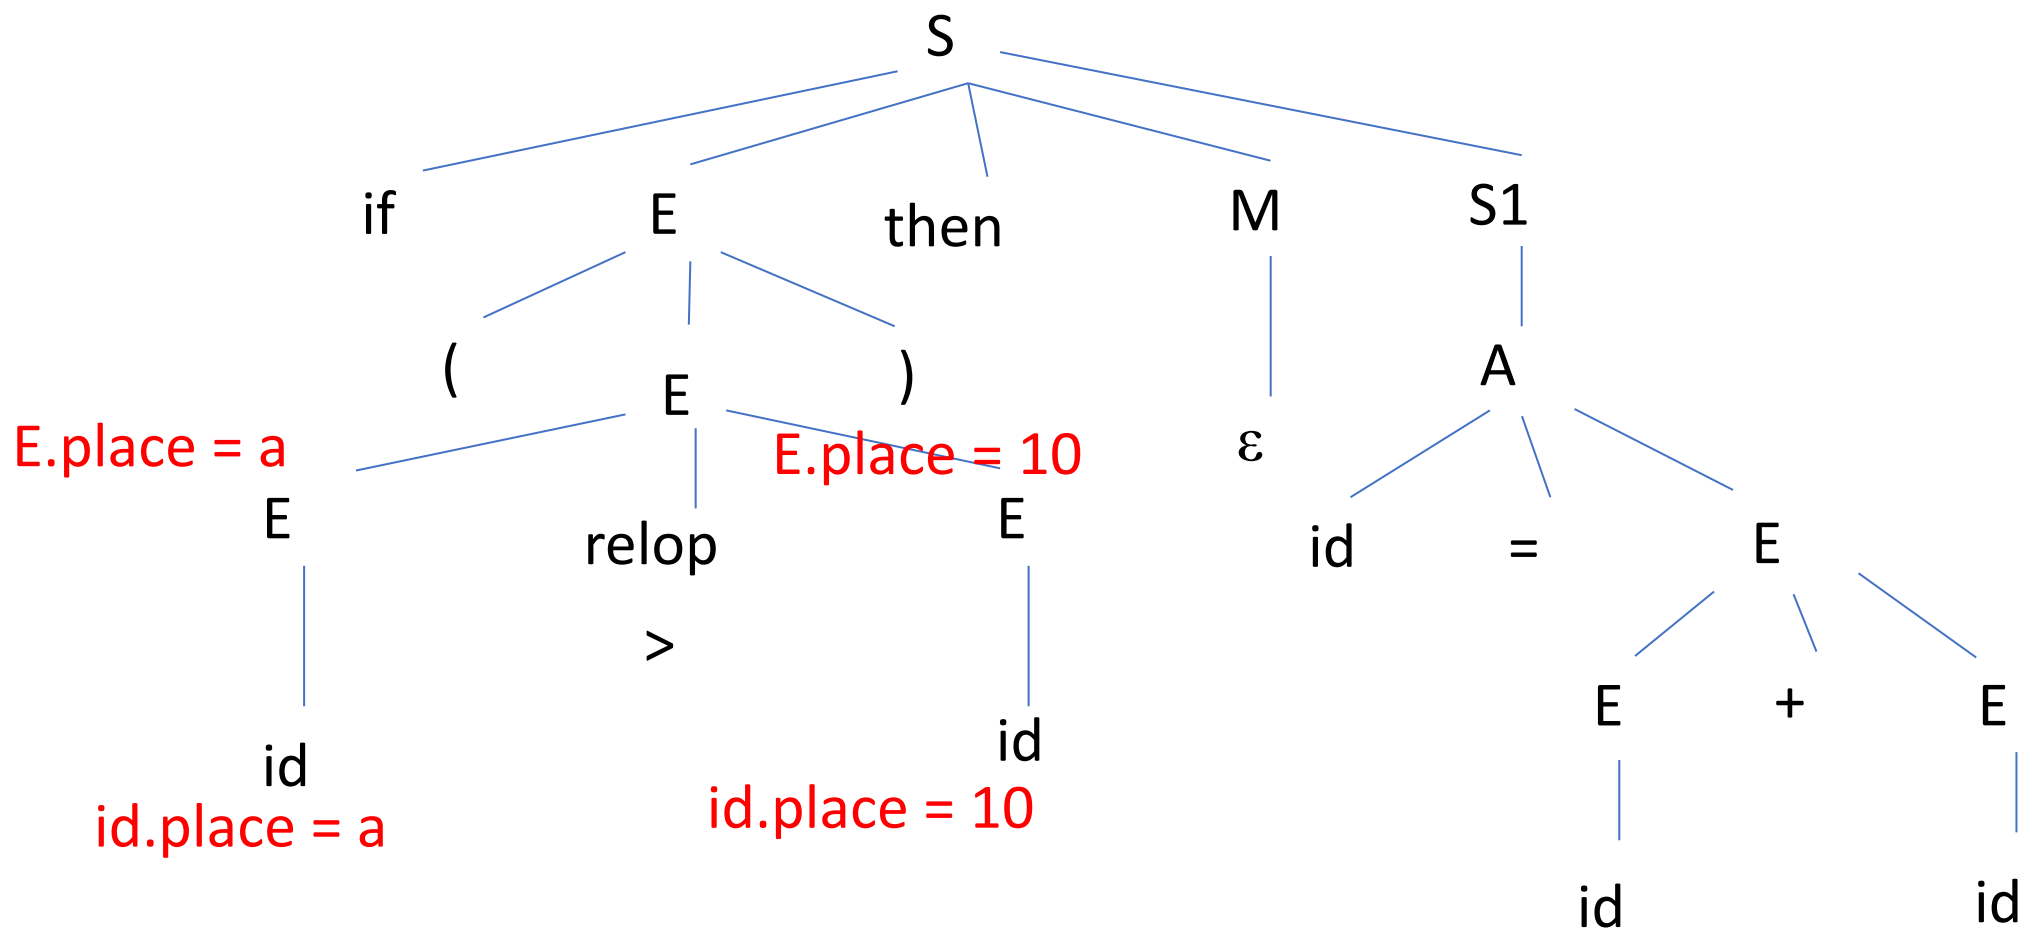 S
if E then M S1
( E )
A
E.place = a
E.place = 10
ε
E relop E
id = E
>
E + E
id id
id.place = a
id.place = 10
id id